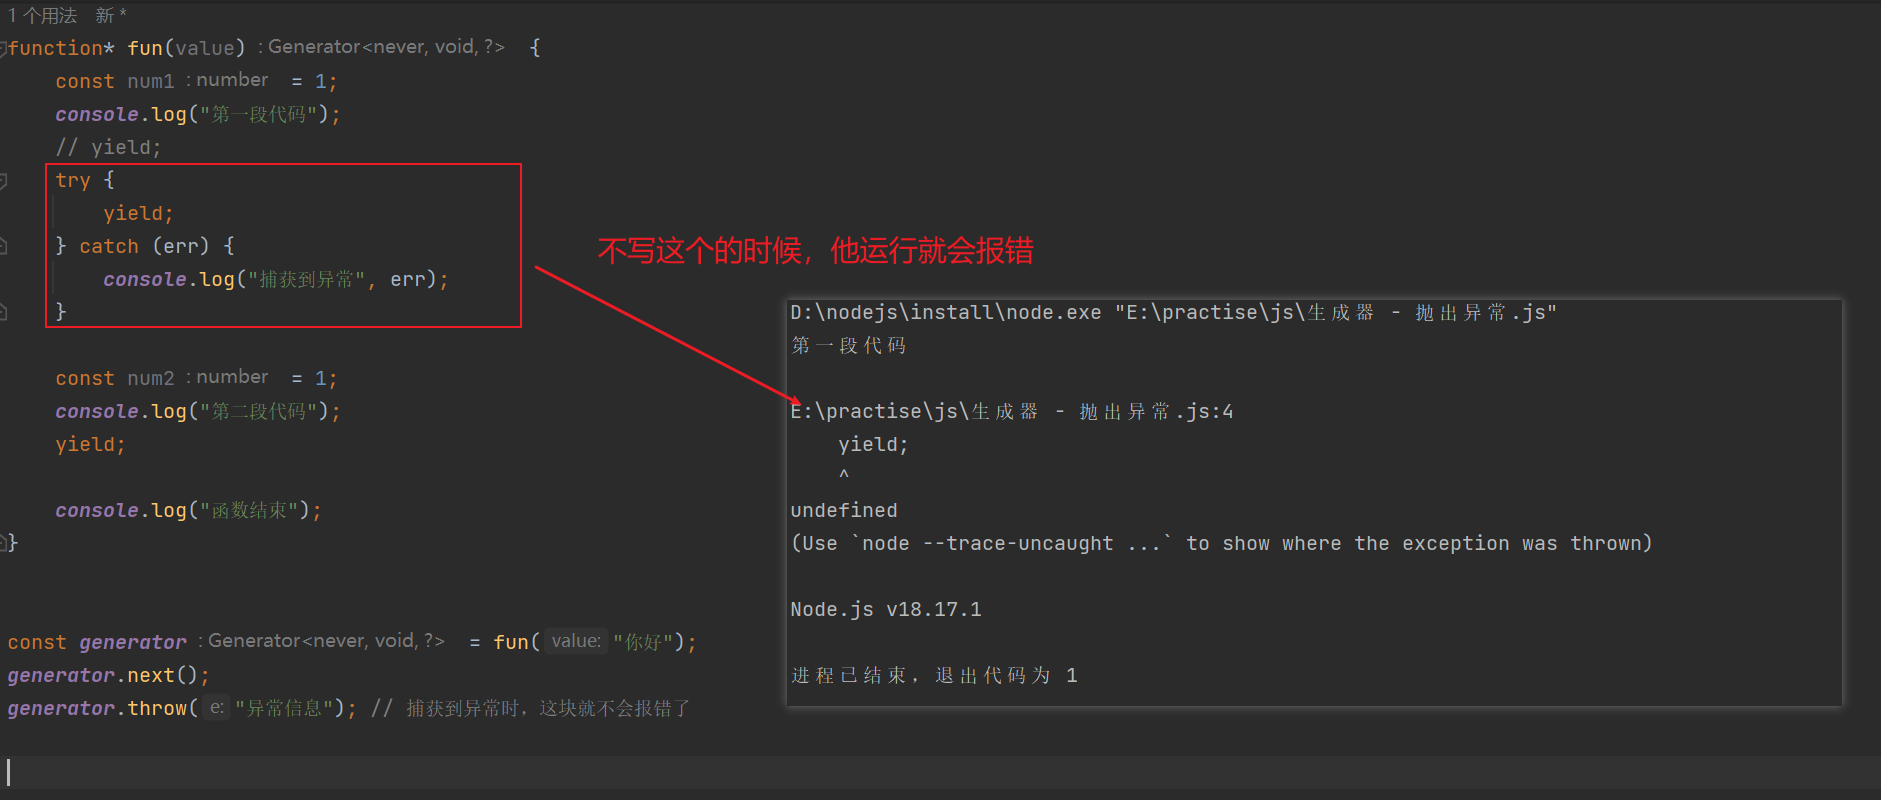 1 个用法   新 *
function* fun(value) : Generator<never, void, ?>  {
    const num1 : number  = 1;
    console.log("第一段代码");
    // yield;
    try {
        yield;
    } catch (err) {
        console.log("捕获到异常", err);
    }
    const num2 : number  = 1;
    console.log("第二段代码");
    yield;
    console.log("函数结束");
}
const generator : Generator<never, void, ?>  = fun( value: "你好");
generator.next();
generator.throw( e: "异常信息"); // 捕获到异常时，这块就不会报错了
不写这个的时候，他运行就会报错
D:\nodejs\install\node.exe "E:\practise\js\生成器 - 抛出异常.js"
第一段代码
E:\practise\js\生成器 - 抛出异常.js:4
    yield;
    ^
undefined
(Use `node --trace-uncaught ...` to show where the exception was thrown)
Node.js v18.17.1
进程已结束，退出代码为 1